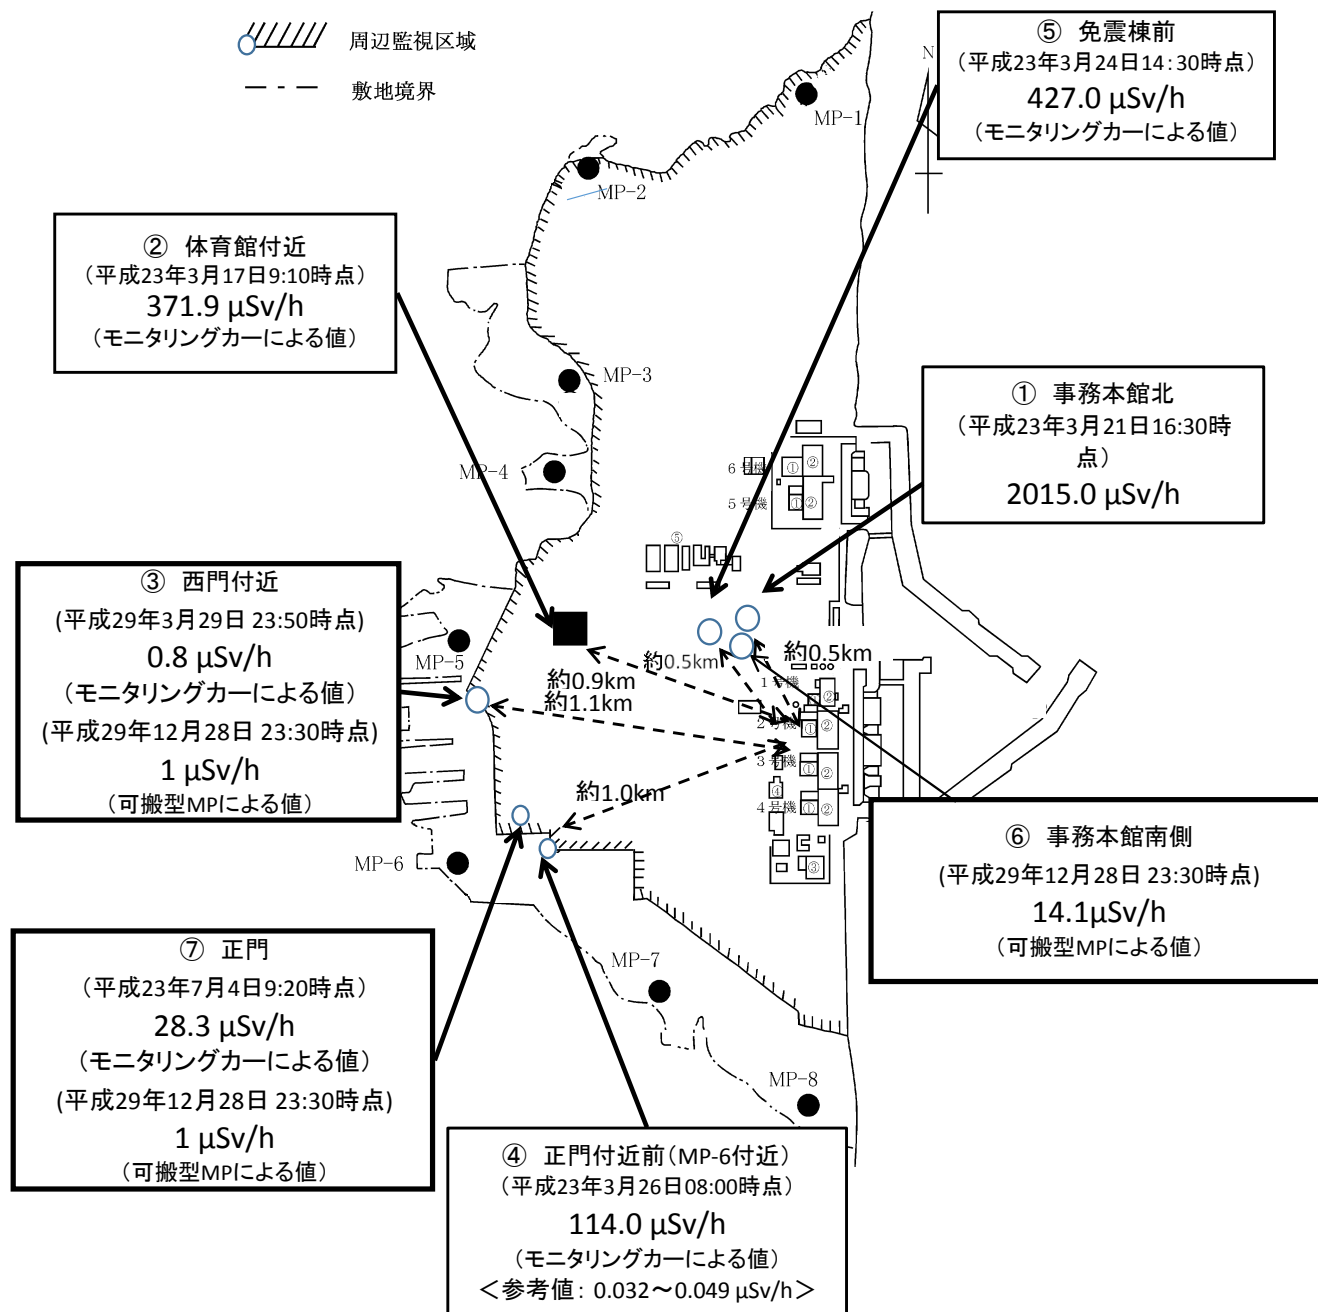 周辺監視区域
敷地境界
⑤ 免震棟前
（平成23年3月24日14：30時点）
427.0 μSv/h
（モニタリングカーによる値）
N
MP-1
MP-2
② 体育館付近
（平成23年3月17日9:10時点）
371.9 μSv/h
（モニタリングカーによる値）
MP-3
① 事務本館北
（平成23年3月21日16:30時
点）
2015.0 μSv/h
MP-4
6号機
①
②
5号機
①
②
⑤
③ 西門付近
(平成29年3月29日 23:50時点)
0.8 μSv/h
（モニタリングカーによる値）
(平成29年12月28日 23:30時点)
1 μSv/h
（可搬型MPによる値）
MP-5
約0.5km
約0.5km
約0.9km
約1.1km
1号機
②
2号機
①
②
3号機
①
②
④
4号機
①
②
③
約1.0km
MP-6
⑥ 事務本館南側
(平成29年12月28日 23:30時点)
14.1μSv/h
（可搬型MPによる値）
⑦ 正門
（平成23年7月4日9:20時点）
28.3 μSv/h
（モニタリングカーによる値）
(平成29年12月28日 23:30時点)
1 μSv/h
（可搬型MPによる値）
MP-7
MP-8
④ 正門付近前（MP-6付近）
（平成23年3月26日08:00時点）
114.0 μSv/h
（モニタリングカーによる値）
＜参考値： 0.032～0.049 μSv/h＞